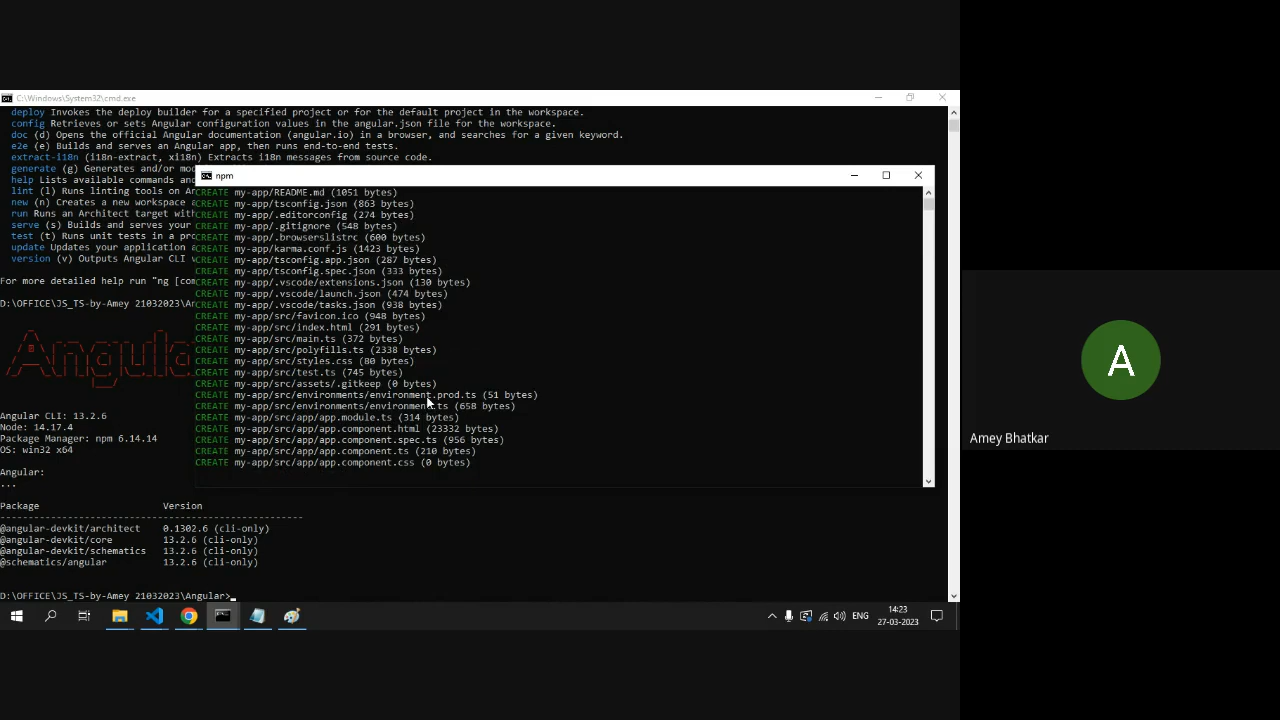 C:\Windows\System32\cmd.exe
deploy Invokes the deploy builder for a specified project or for the default project in the workspace.
config Retrieves or sets Angular configuration values in the angular.json file for the workspace.
doc (d) Opens the official Angular documentation (angular.io) in a browser, and searches for a given keyword.
e2e (e) Builds and serves an Angular app, then runs end-to-end tests.
extract-i18n (i18n-extract, xi18n) Extracts i18n messages from source code.
generate (g) Generates and/or mod
help Lists available commands and
lint (l) Runs linting tools on An
new (n) Creates a new workspace a
run Runs an Architect target with
serve (s) Builds and serves your
test (t) Runs unit tests in a pro
update Updates your application a
version (v) Outputs Angular CLI v
For more detailed help run "ng [com
D:\OFFICE\JS_TS-by-Amey 21032023\An
Angula
Angular CLI: 13.2.6
Node: 14.17.4
Package Manager: npm 6.14.14
OS: win32 x64
Angular:
...
Package Version
------------------------------------------------------
@angular-devkit/architect 0.1302.6 (cli-only)
@angular-devkit/core 13.2.6 (cli-only)
@angular-devkit/schematics 13.2.6 (cli-only)
@schematics/angular 13.2.6 (cli-only)
D:\OFFICE\JS_TS-by-Amey 21032023\Angular>
npm
CREATE my-app/README.md (1051 bytes)
CREATE my-app/tsconfig.json (863 bytes)
CREATE my-app/.editorconfig (274 bytes)
CREATE my-app/.gitignore (548 bytes)
CREATE my-app/.browserslistrc (600 bytes)
CREATE my-app/karma.conf.js (1423 bytes)
CREATE my-app/tsconfig.app.json (287 bytes)
CREATE my-app/tsconfig.spec.json (333 bytes)
CREATE my-app/.vscode/extensions.json (130 bytes)
CREATE my-app/.vscode/launch.json (474 bytes)
CREATE my-app/.vscode/tasks.json (938 bytes)
CREATE my-app/src/favicon.ico (948 bytes)
CREATE my-app/src/index.html (291 bytes)
CREATE my-app/src/main.ts (372 bytes)
CREATE my-app/src/polyfills.ts (2338 bytes)
CREATE my-app/src/styles.css (80 bytes)
CREATE my-app/src/test.ts (745 bytes)
CREATE my-app/src/assets/.gitkeep (0 bytes)
CREATE my-app/src/environments/environment.prod.ts (51 bytes)
CREATE my-app/src/environments/environment.ts (658 bytes)
CREATE my-app/src/app/app.module.ts (314 bytes)
CREATE my-app/src/app/app.component.html (23332 bytes)
CREATE my-app/src/app/app.component.spec.ts (956 bytes)
CREATE my-app/src/app/app.component.ts (210 bytes)
CREATE my-app/src/app/app.component.css (0 bytes)
ENG
14:23
27-03-2023
A
Amey Bhatkar